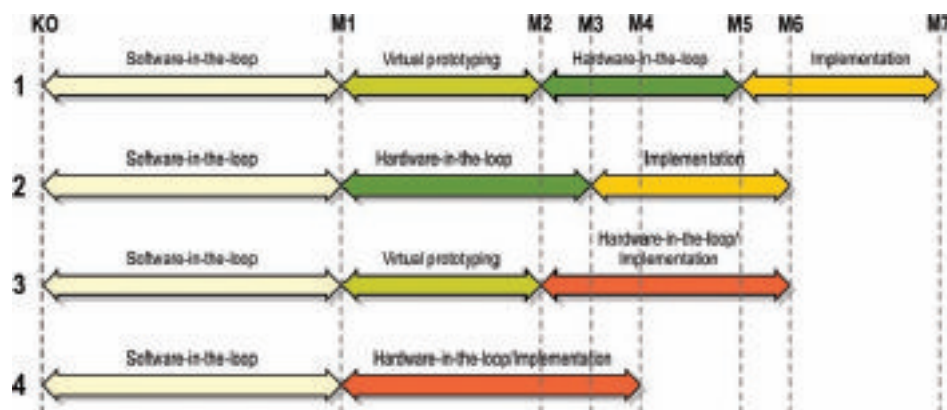 KO M1 M2 M3 M4 M5 M6 M7
Software-in-the-loop Virtual prototyping Hardware-in-the-loop Implementation
1
Software-in-the-loop Hardware-in-the-loop Implementation
2
Hardware-in-the-loop/
Software-in-the-loop Virtual prototyping Implementation
3
Software-in-the-loop Hardware-in-the-loop/Implementation
4